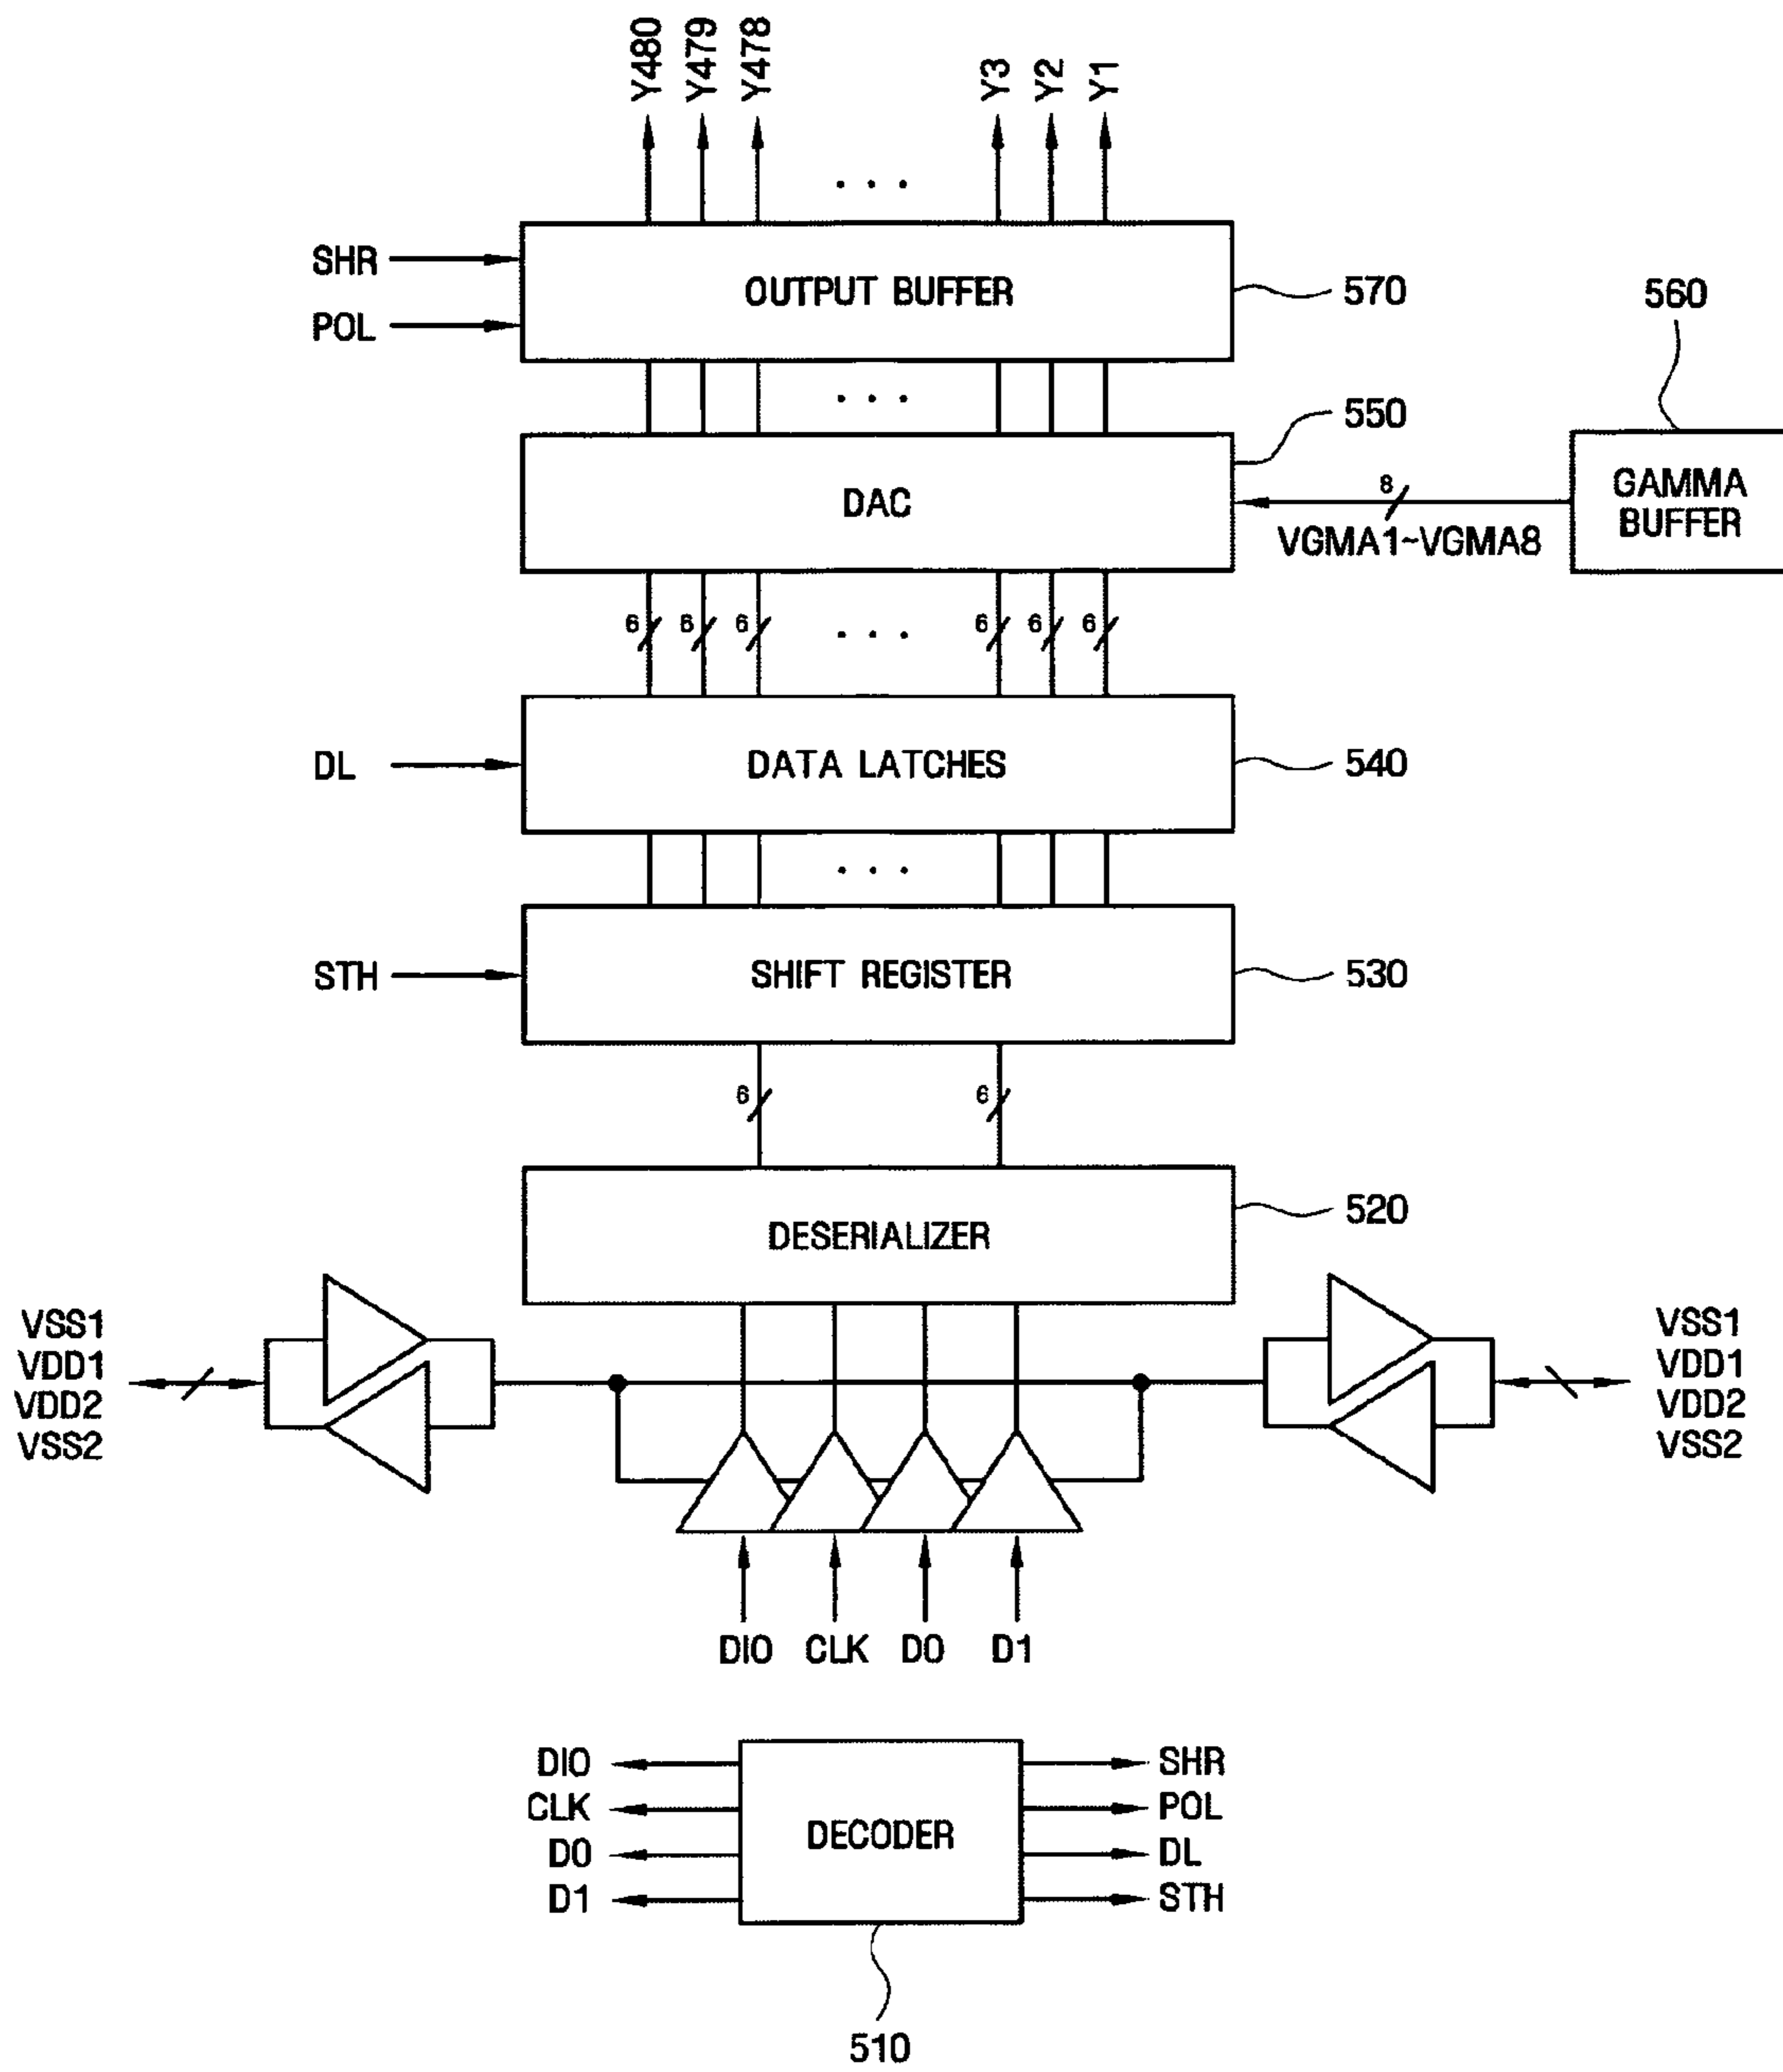 Y480 Y479 Y478 ... Y3 Y2 Y1
SHR
POL
OUTPUT BUFFER
570
560
...
550
DAC
8
VGMA1~VGMA8
GAMMA
BUFFER
6 6 6 ... 6 6 6
DL
DATA LATCHES
540
...
STH
SHIFT REGISTER
530
6 6
DESERIALIZER
520
VSS1
VDD1
VDD2
VSS2
VSS1
VDD1
VDD2
VSS2
DIO CLK D0 D1
DIO
CLK
D0
D1
DECODER
SHR
POL
DL
STH
510